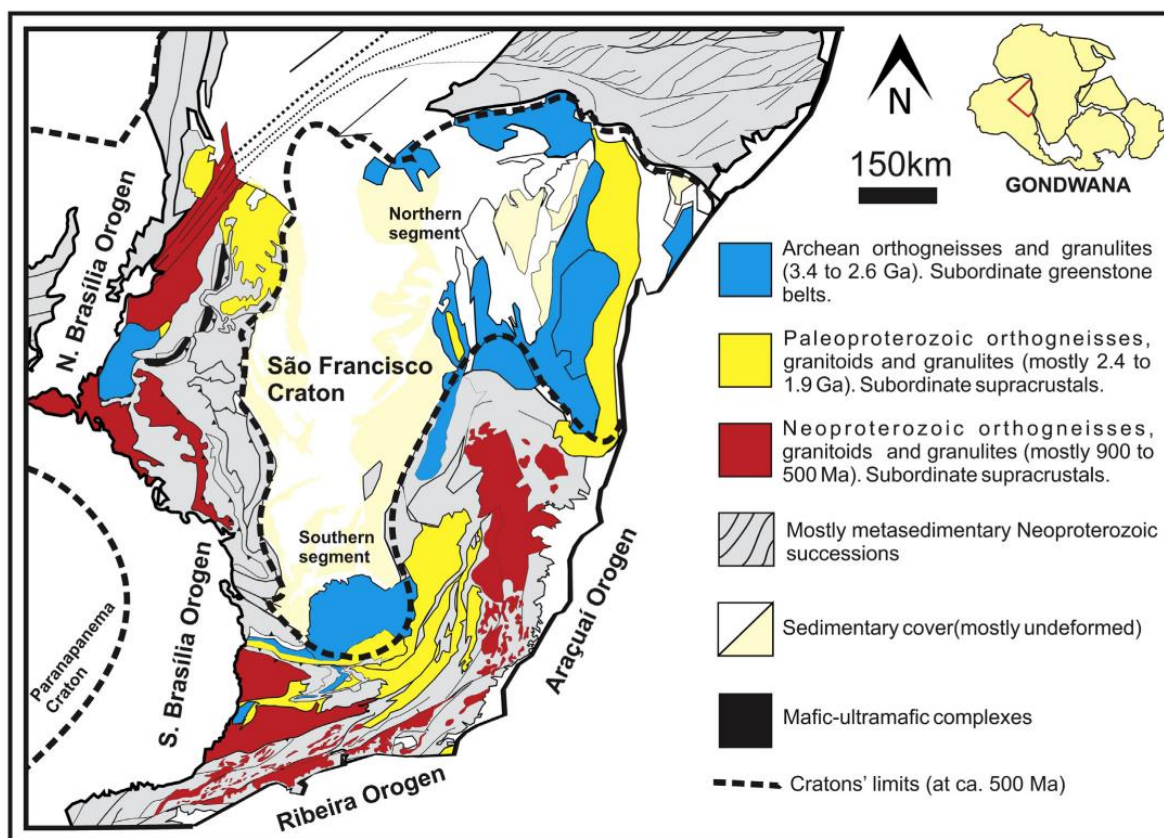 N
150km
GONDWANA
Northern
segment
N. Brasília Orogen
São Francisco
Craton
Southern
segment
Paranapanema
Craton
S. Brasília Orogen
Araçuaí Orogen
Ribeira Orogen
Archean orthogneisses and granulites
(3.4 to 2.6 Ga). Subordinate greenstone
belts.
Paleoproterozoic orthogneisses,
granitoids and granulites (mostly 2.4 to
1.9 Ga). Subordinate supracrustals.
Neoproterozoic orthogneisses,
granitoids and granulites (mostly 900 to
500 Ma). Subordinate supracrustals.
Mostly metasedimentary Neoproterozoic
successions
Sedimentary cover(mostly undeformed)
Mafic-ultramafic complexes
Cratons' limits (at ca. 500 Ma)